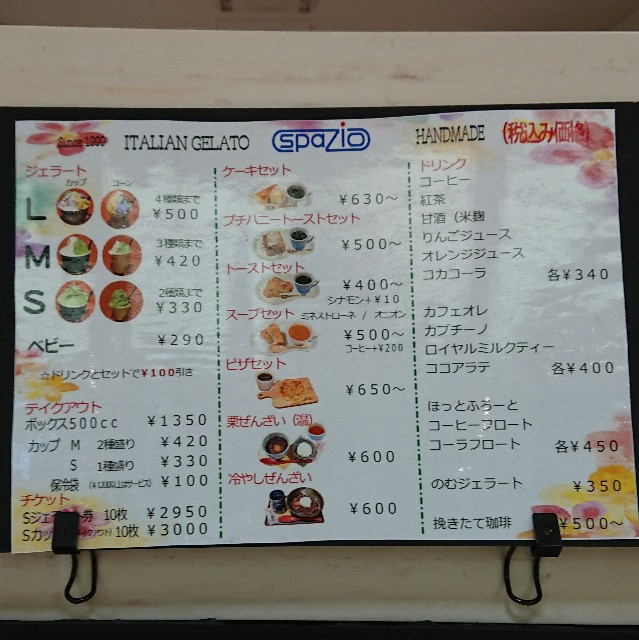 Since 1999 ITALIAN GELATO spazio HANDMADE (税込み価格)
ジェラート
カップ コーン
L 4種類まで ¥500
M 3種類まで ¥420
S 2種類まで ¥330
ベビー ¥290
☆ドリンクとセットで¥100引き
テイクアウト
ボックス500cc ¥1350
カップ M 2種盛り ¥420
S 1種盛り ¥330
保冷袋 ¥100
チケット
Sジェ 券 10枚 ¥2950
Sカッ 10枚 ¥3000
ケーキセット
¥630～
プチハニートーストセット
¥500～
トーストセット
¥400～
シナモン+¥10
スープセット ミネストローネ / オニオン
¥500～
コーヒー+¥200
ピザセット
¥650～
栗ぜんざい (温)
¥600
冷やしぜんざい
¥600
ドリンク
コーヒー
紅茶
甘酒 (米麹
りんごジュース
オレンジジュース
コカコーラ 各¥340
カフェオレ
カプチーノ
ロイヤルミルクティー
ココアラテ 各¥400
ほっとふろーと
コーヒーフロート
コーラフロート 各¥450
のむジェラート ¥350
挽きたて珈琲 ¥500～